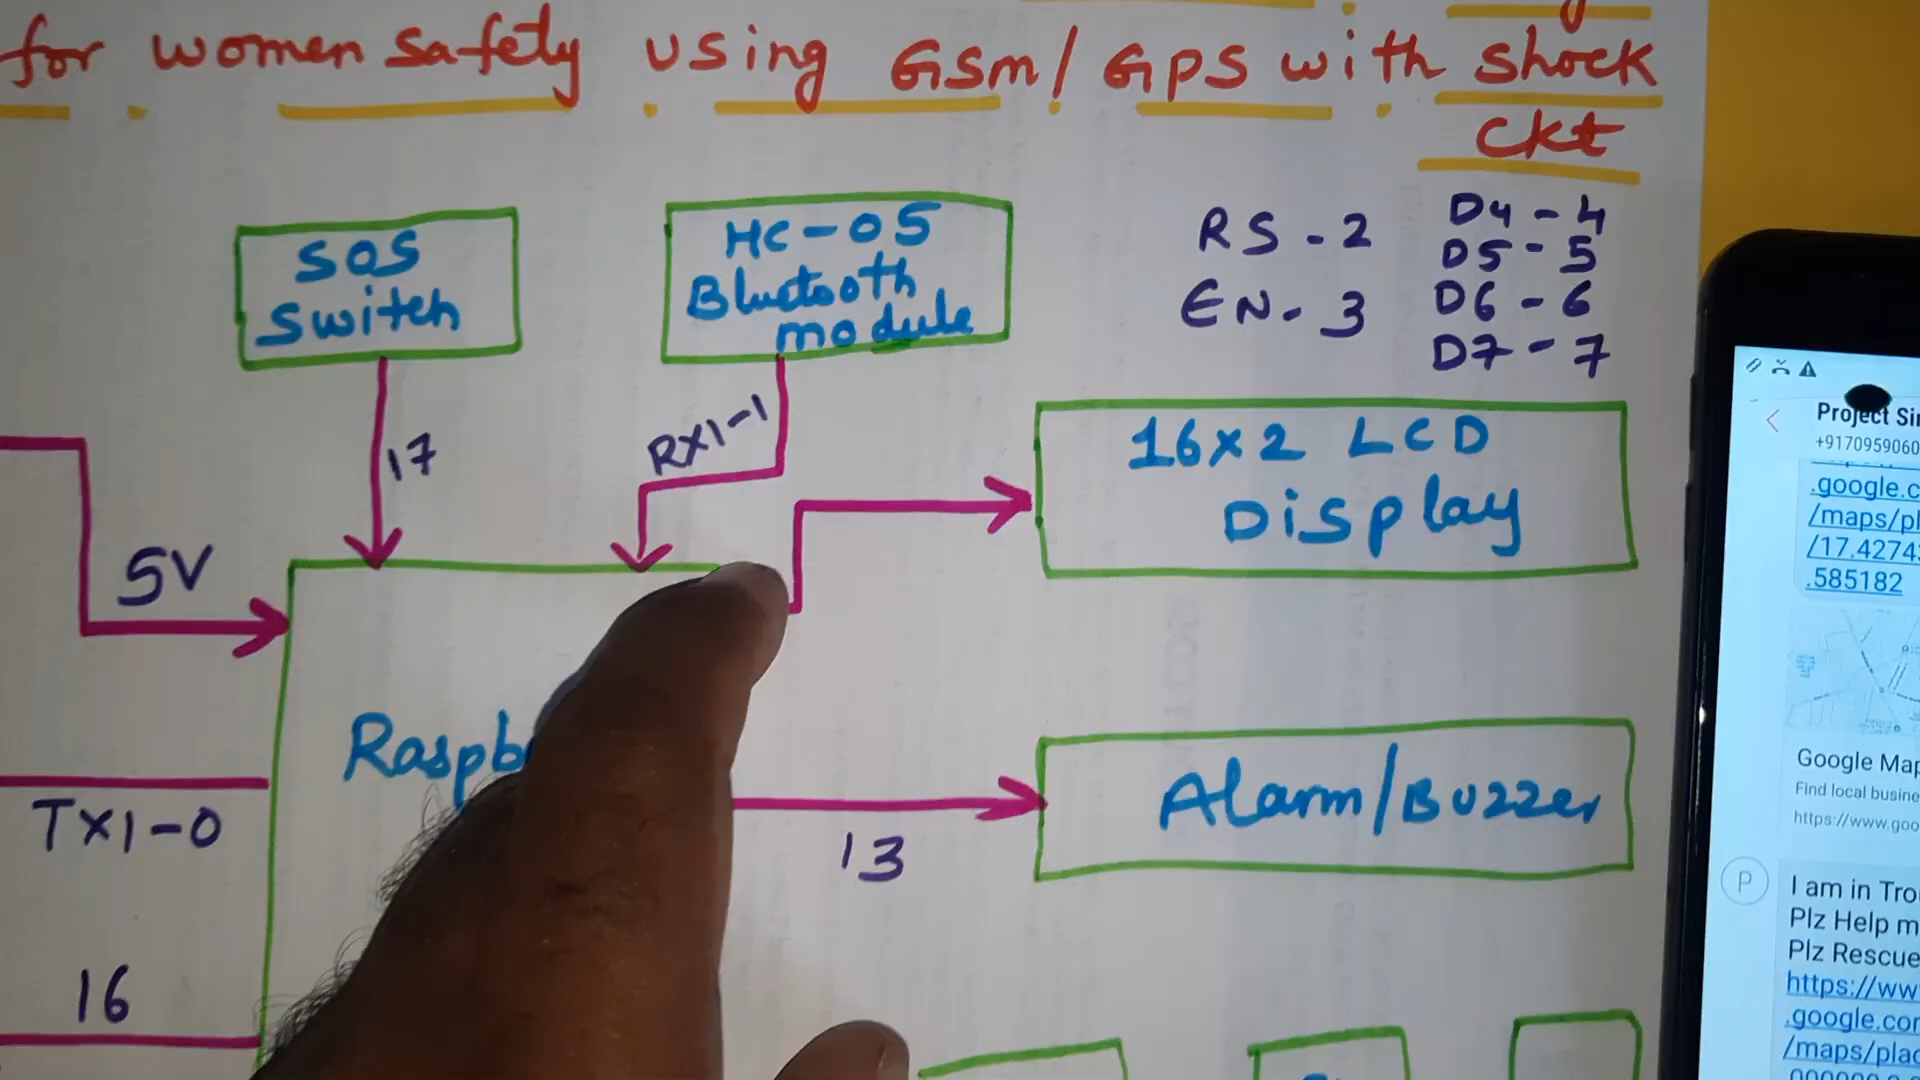 for women safety using Gsm/GPS with shock
ckt
SOS
switch
HC-05
Bluetooth
module
RS-2
EN-3
D4-4
D5-5
D6-6
D7-7
17
RX1-1
16x2 LCD
Display
5V
Raspb
TX1-0
13
Alarm/Buzzer
16
Project Sin
+917095906
.google.c
/maps/pl
/17.4274
.585182
Google Map
Find local busine
https://www.goo
P
I am in Tro
Plz Help m
Plz Rescue
https://ww
.google.com
/maps/plac